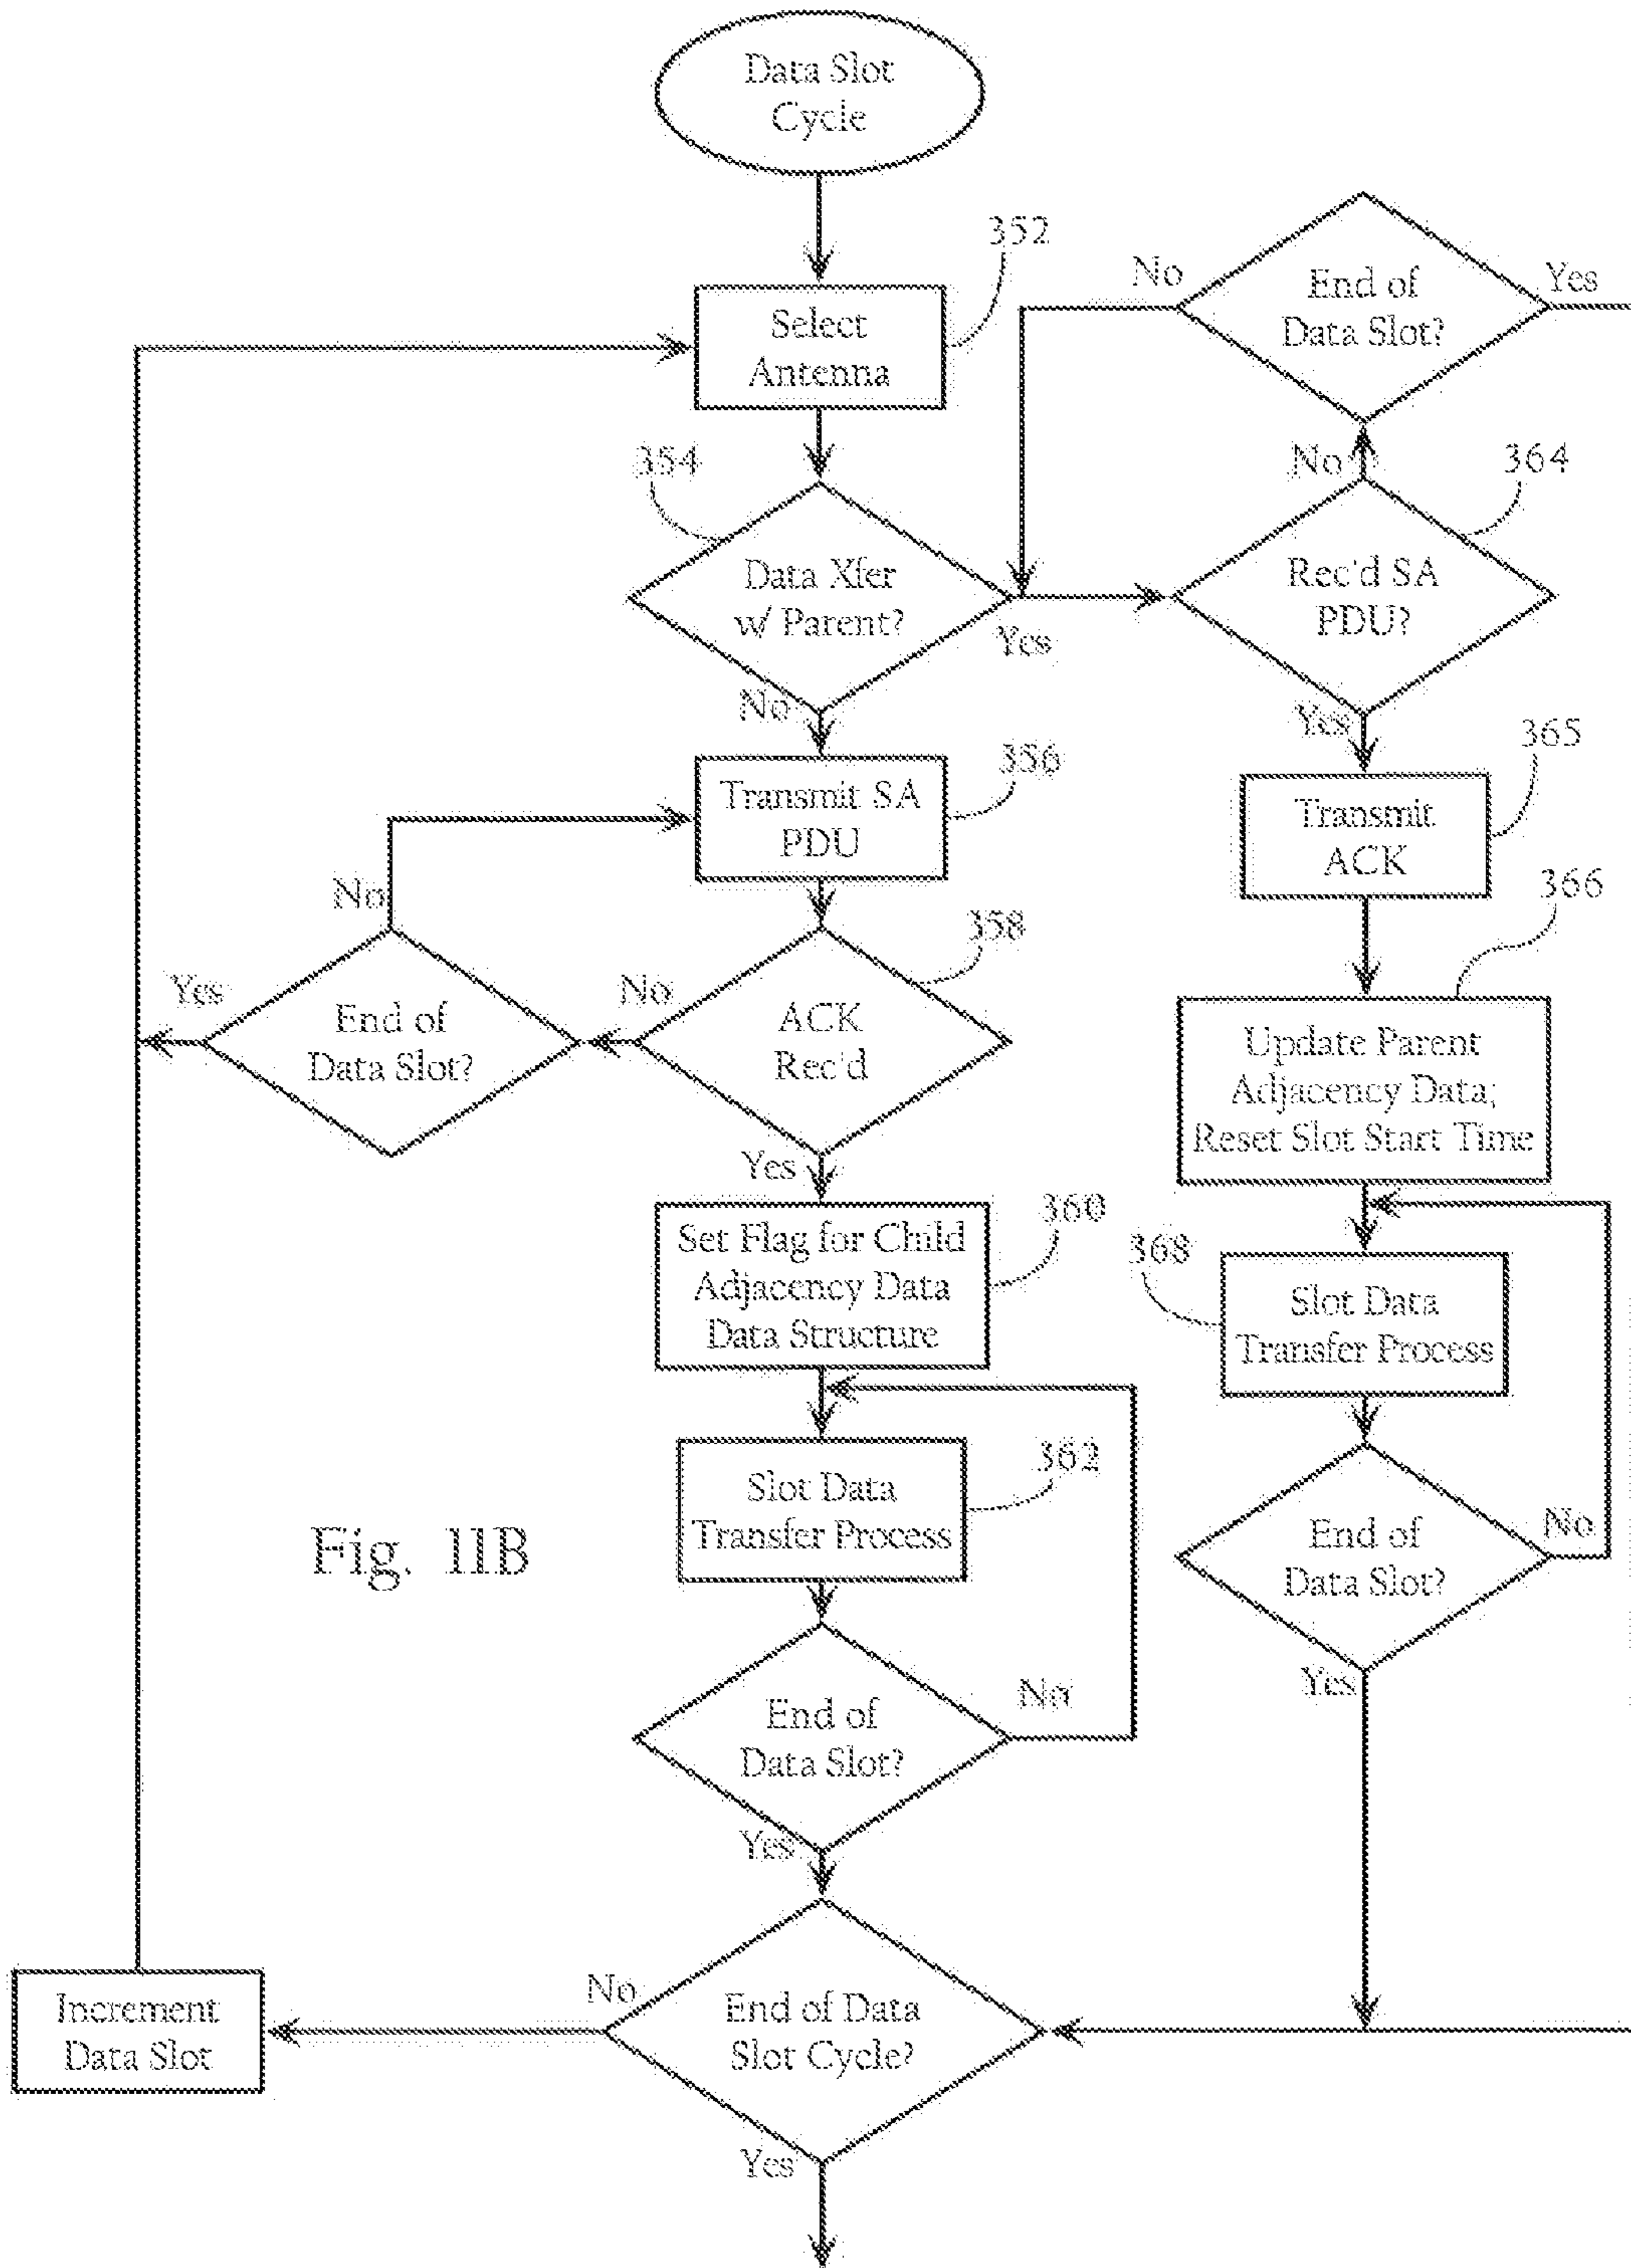 Data Slot
Cycle
352
Select
Antenna
No
End of
Data Slot?
Yes
354
Data Xfer
w/ Parent?
Yes
No
No
364
Rec'd SA
PDU?
Yes
356
Transmit SA
PDU
365
Transmit
ACK
No
358
366
Yes
End of
Data Slot?
No
ACK
Rec'd
Yes
Update Parent
Adjacency Data;
Reset Slot Start Time
360
Set Flag for Child
Adjacency Data
Data Structure
368
Slot Data
Transfer Process
362
Slot Data
Transfer Process
Fig. 11B
End of
Data Slot?
No
Yes
End of
Data Slot?
No
Yes
Increment
Data Slot
No
End of Data
Slot Cycle?
Yes